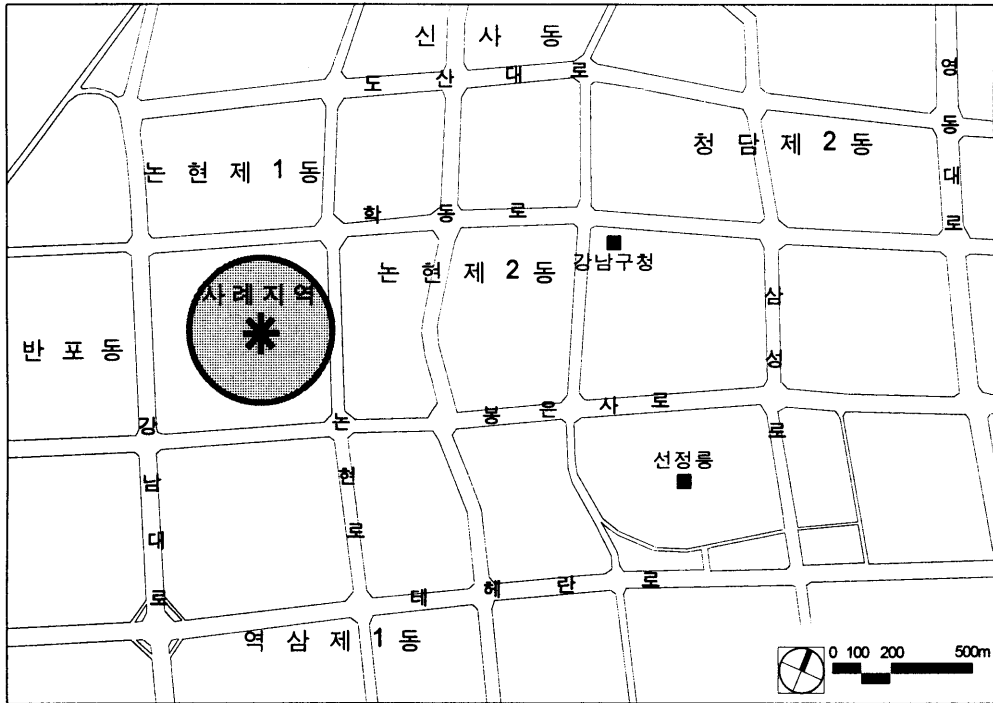 신 사 동
도 산 대 로
영 동 대 로
청 담 제 2 동
논 현 제 1 동
학 동 로
강남구청
논 현 제 2 동
사 례 지 역
반 포 동
삼 성 로
봉 은 사 로
강 남 대 로
논 현 로
선정릉
테 헤 란 로
역 삼 제 1 동
0 100 200 500m